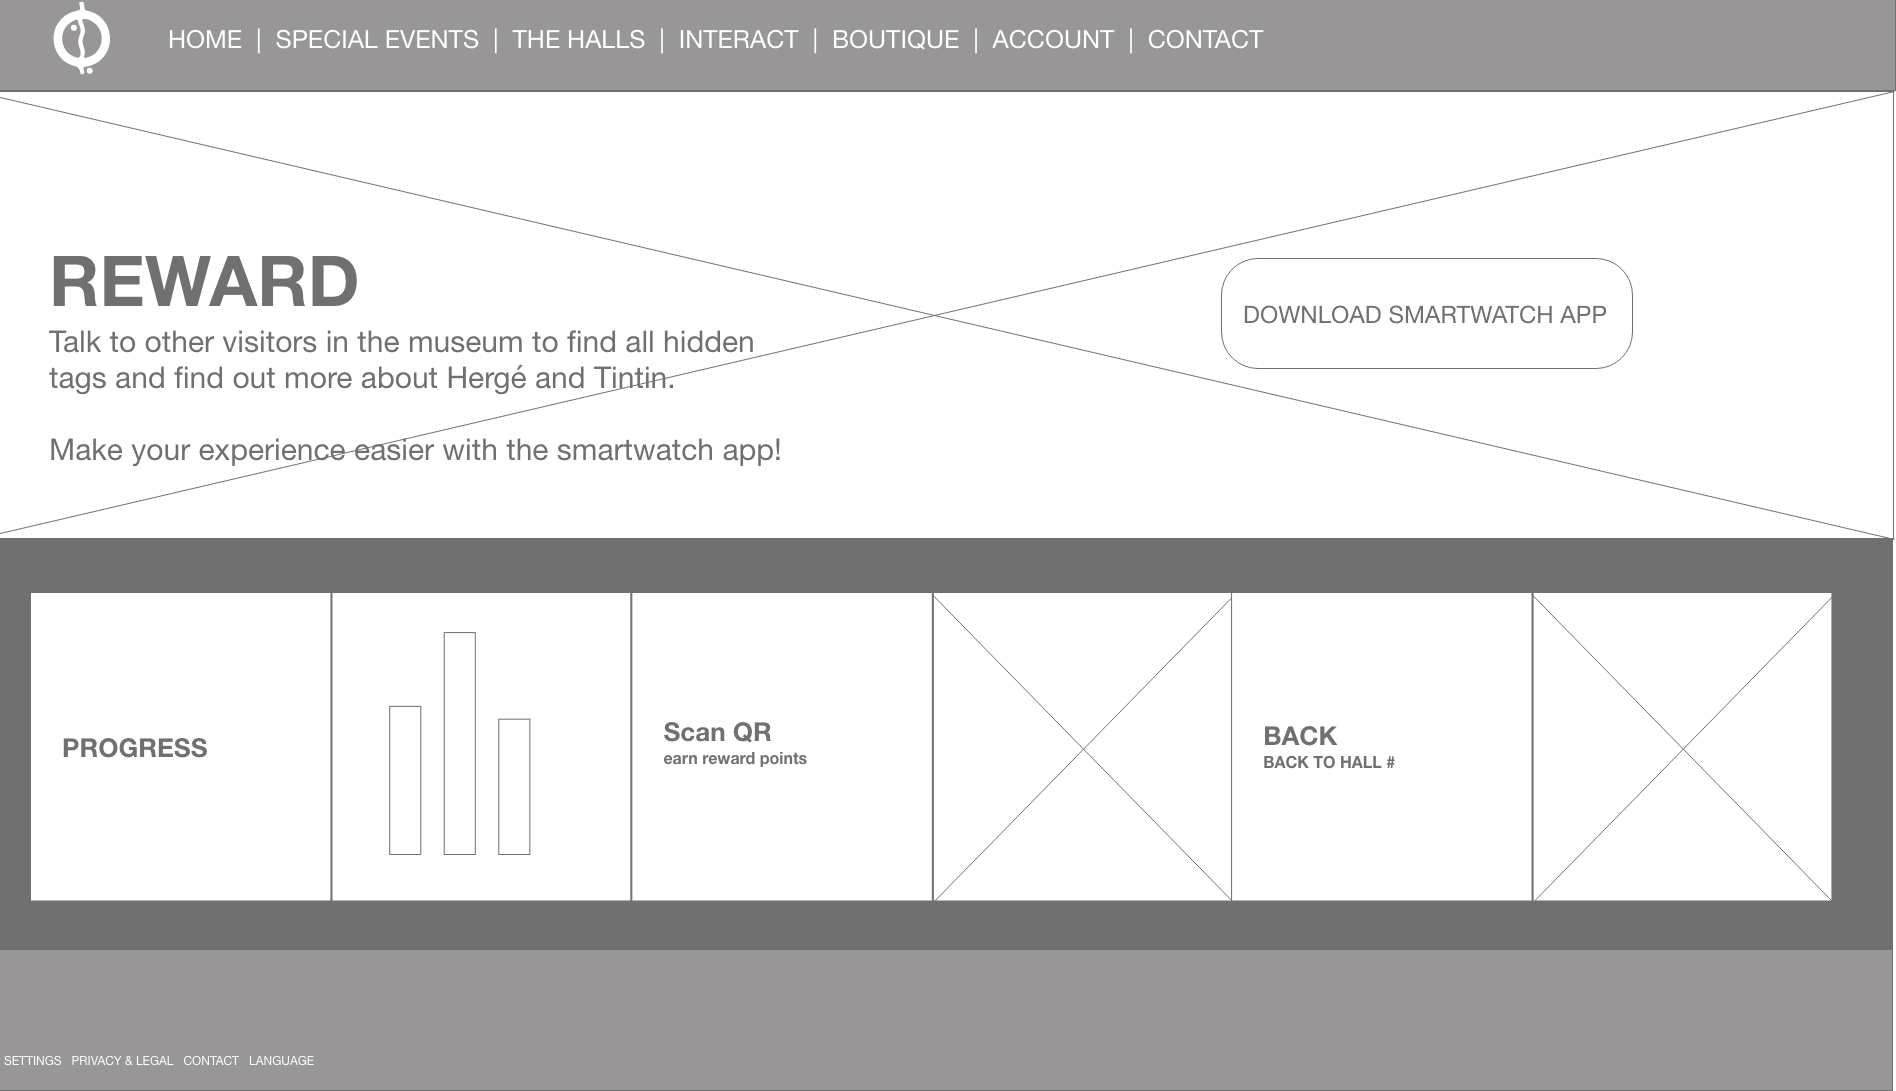 HOME | SPECIAL EVENTS | THE HALLS | INTERACT | BOUTIQUE | ACCOUNT | CONTACT
REWARD
Talk to other visitors in the museum to find all hidden
tags and find out more about Hergé and Tintin.
Make your experience easier with the smartwatch app!
DOWNLOAD SMARTWATCH APP
PROGRESS
Scan QR
earn reward points
BACK
BACK TO HALL #
SETTINGS PRIVACY & LEGAL CONTACT LANGUAGE